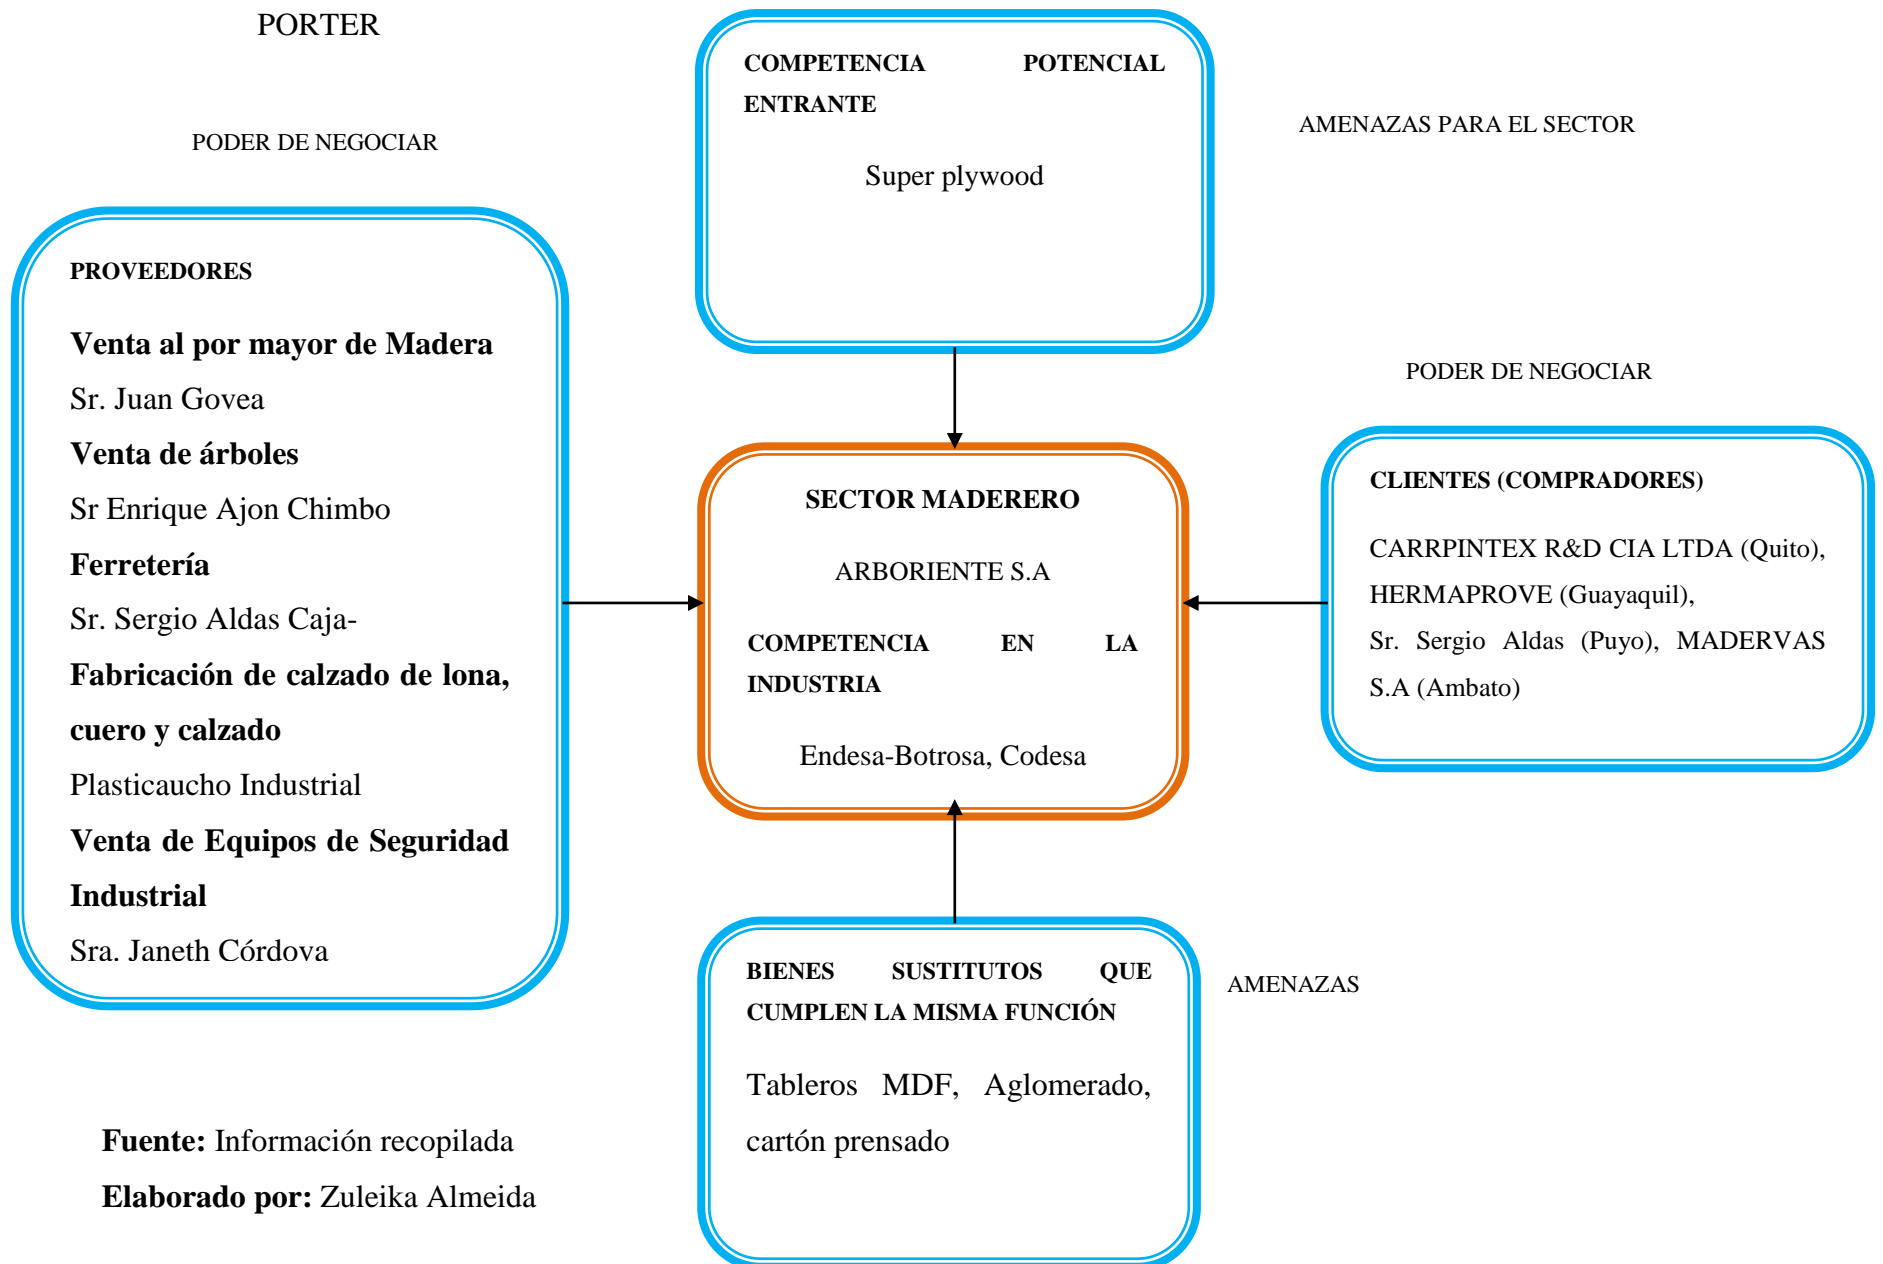 PORTER
PODER DE NEGOCIAR
PROVEEDORES
Venta al por mayor de Madera
Sr. Juan Govea
Venta de árboles
Sr Enrique Ajon Chimbo
Ferretería
Sr. Sergio Aldas Caja-
Fabricación de calzado de lona,
cuero y calzado
Plasticaucho Industrial
Venta de Equipos de Seguridad
Industrial
Sra. Janeth Córdova
COMPETENCIA POTENCIAL
ENTRANTE
Super plywood
AMENAZAS PARA EL SECTOR
SECTOR MADERERO
ARBORIENTE S.A
COMPETENCIA EN LA
INDUSTRIA
Endesa-Botrosa, Codesa
PODER DE NEGOCIAR
CLIENTES (COMPRADORES)
CARRPINTEX R&D CIA LTDA (Quito),
HERMAPROVE (Guayaquil),
Sr. Sergio Aldas (Puyo), MADERVAS
S.A (Ambato)
BIENES SUSTITUTOS QUE
CUMPLEN LA MISMA FUNCIÓN
Tableros MDF, Aglomerado,
cartón prensado
AMENAZAS
Fuente: Información recopilada
Elaborado por: Zuleika Almeida